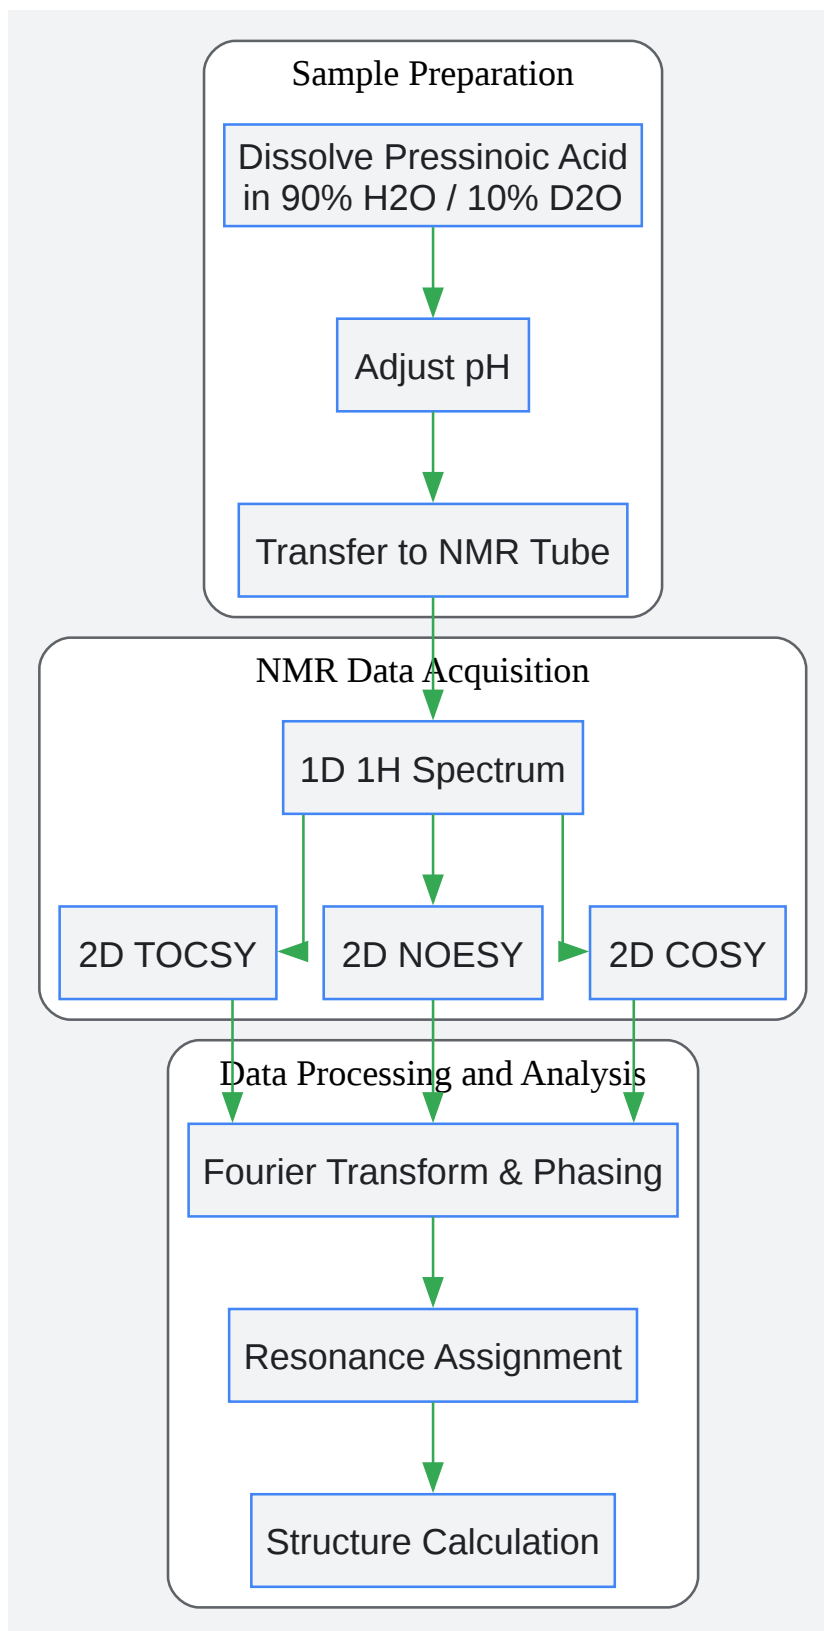 Sample Preparation
Dissolve Pressinoic Acid
in 90% H2O / 10% D2O
Adjust pH
Transfer to NMR Tube
NMR Data Acquisition
1D 1H Spectrum
2D TOCSY
2D NOESY
2D COSY
Data Processing and Analysis
Fourier Transform & Phasing
Resonance Assignment
Structure Calculation